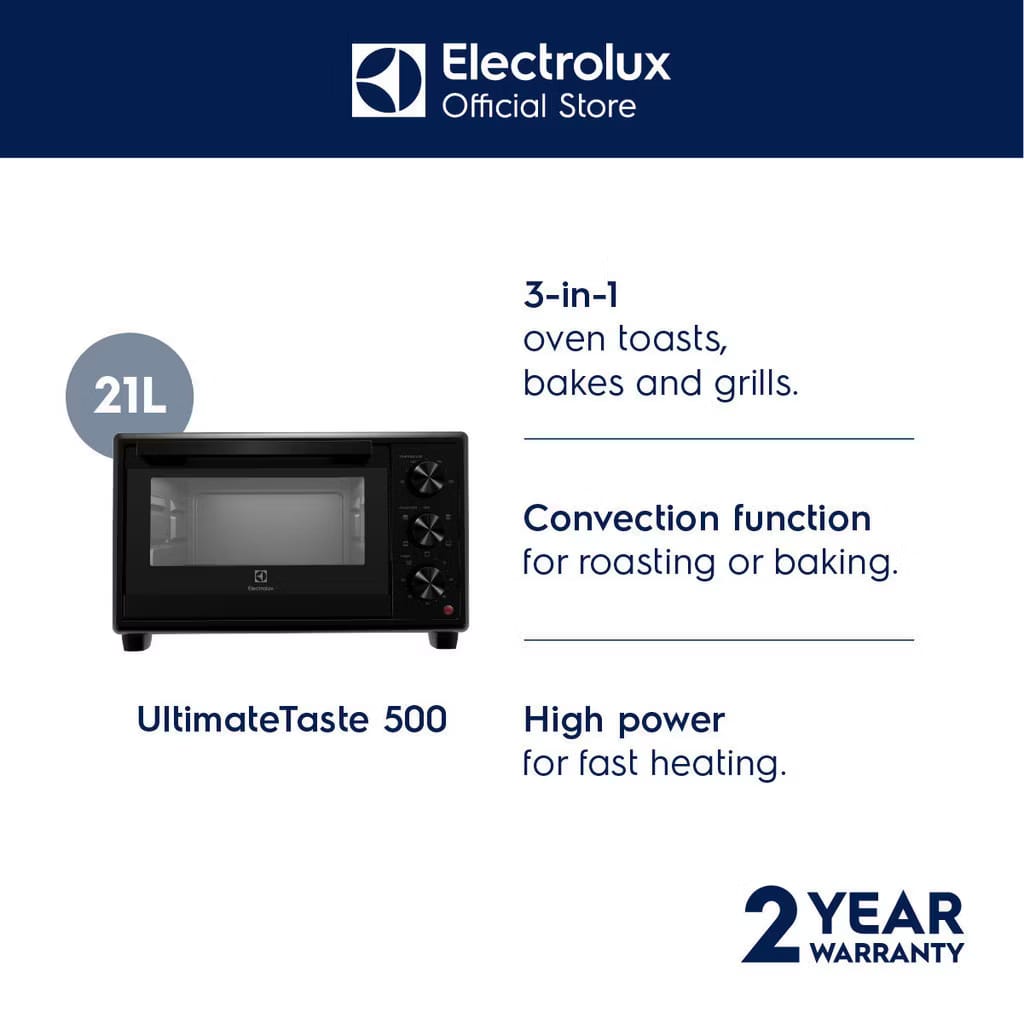 Electrolux
Official Store
3-in-1
oven toasts,
bakes and grills.
21L
Convection function
for roasting or baking.
Electrolux
UltimateTaste 500
High power
for fast heating.
2 YEAR
WARRANTY